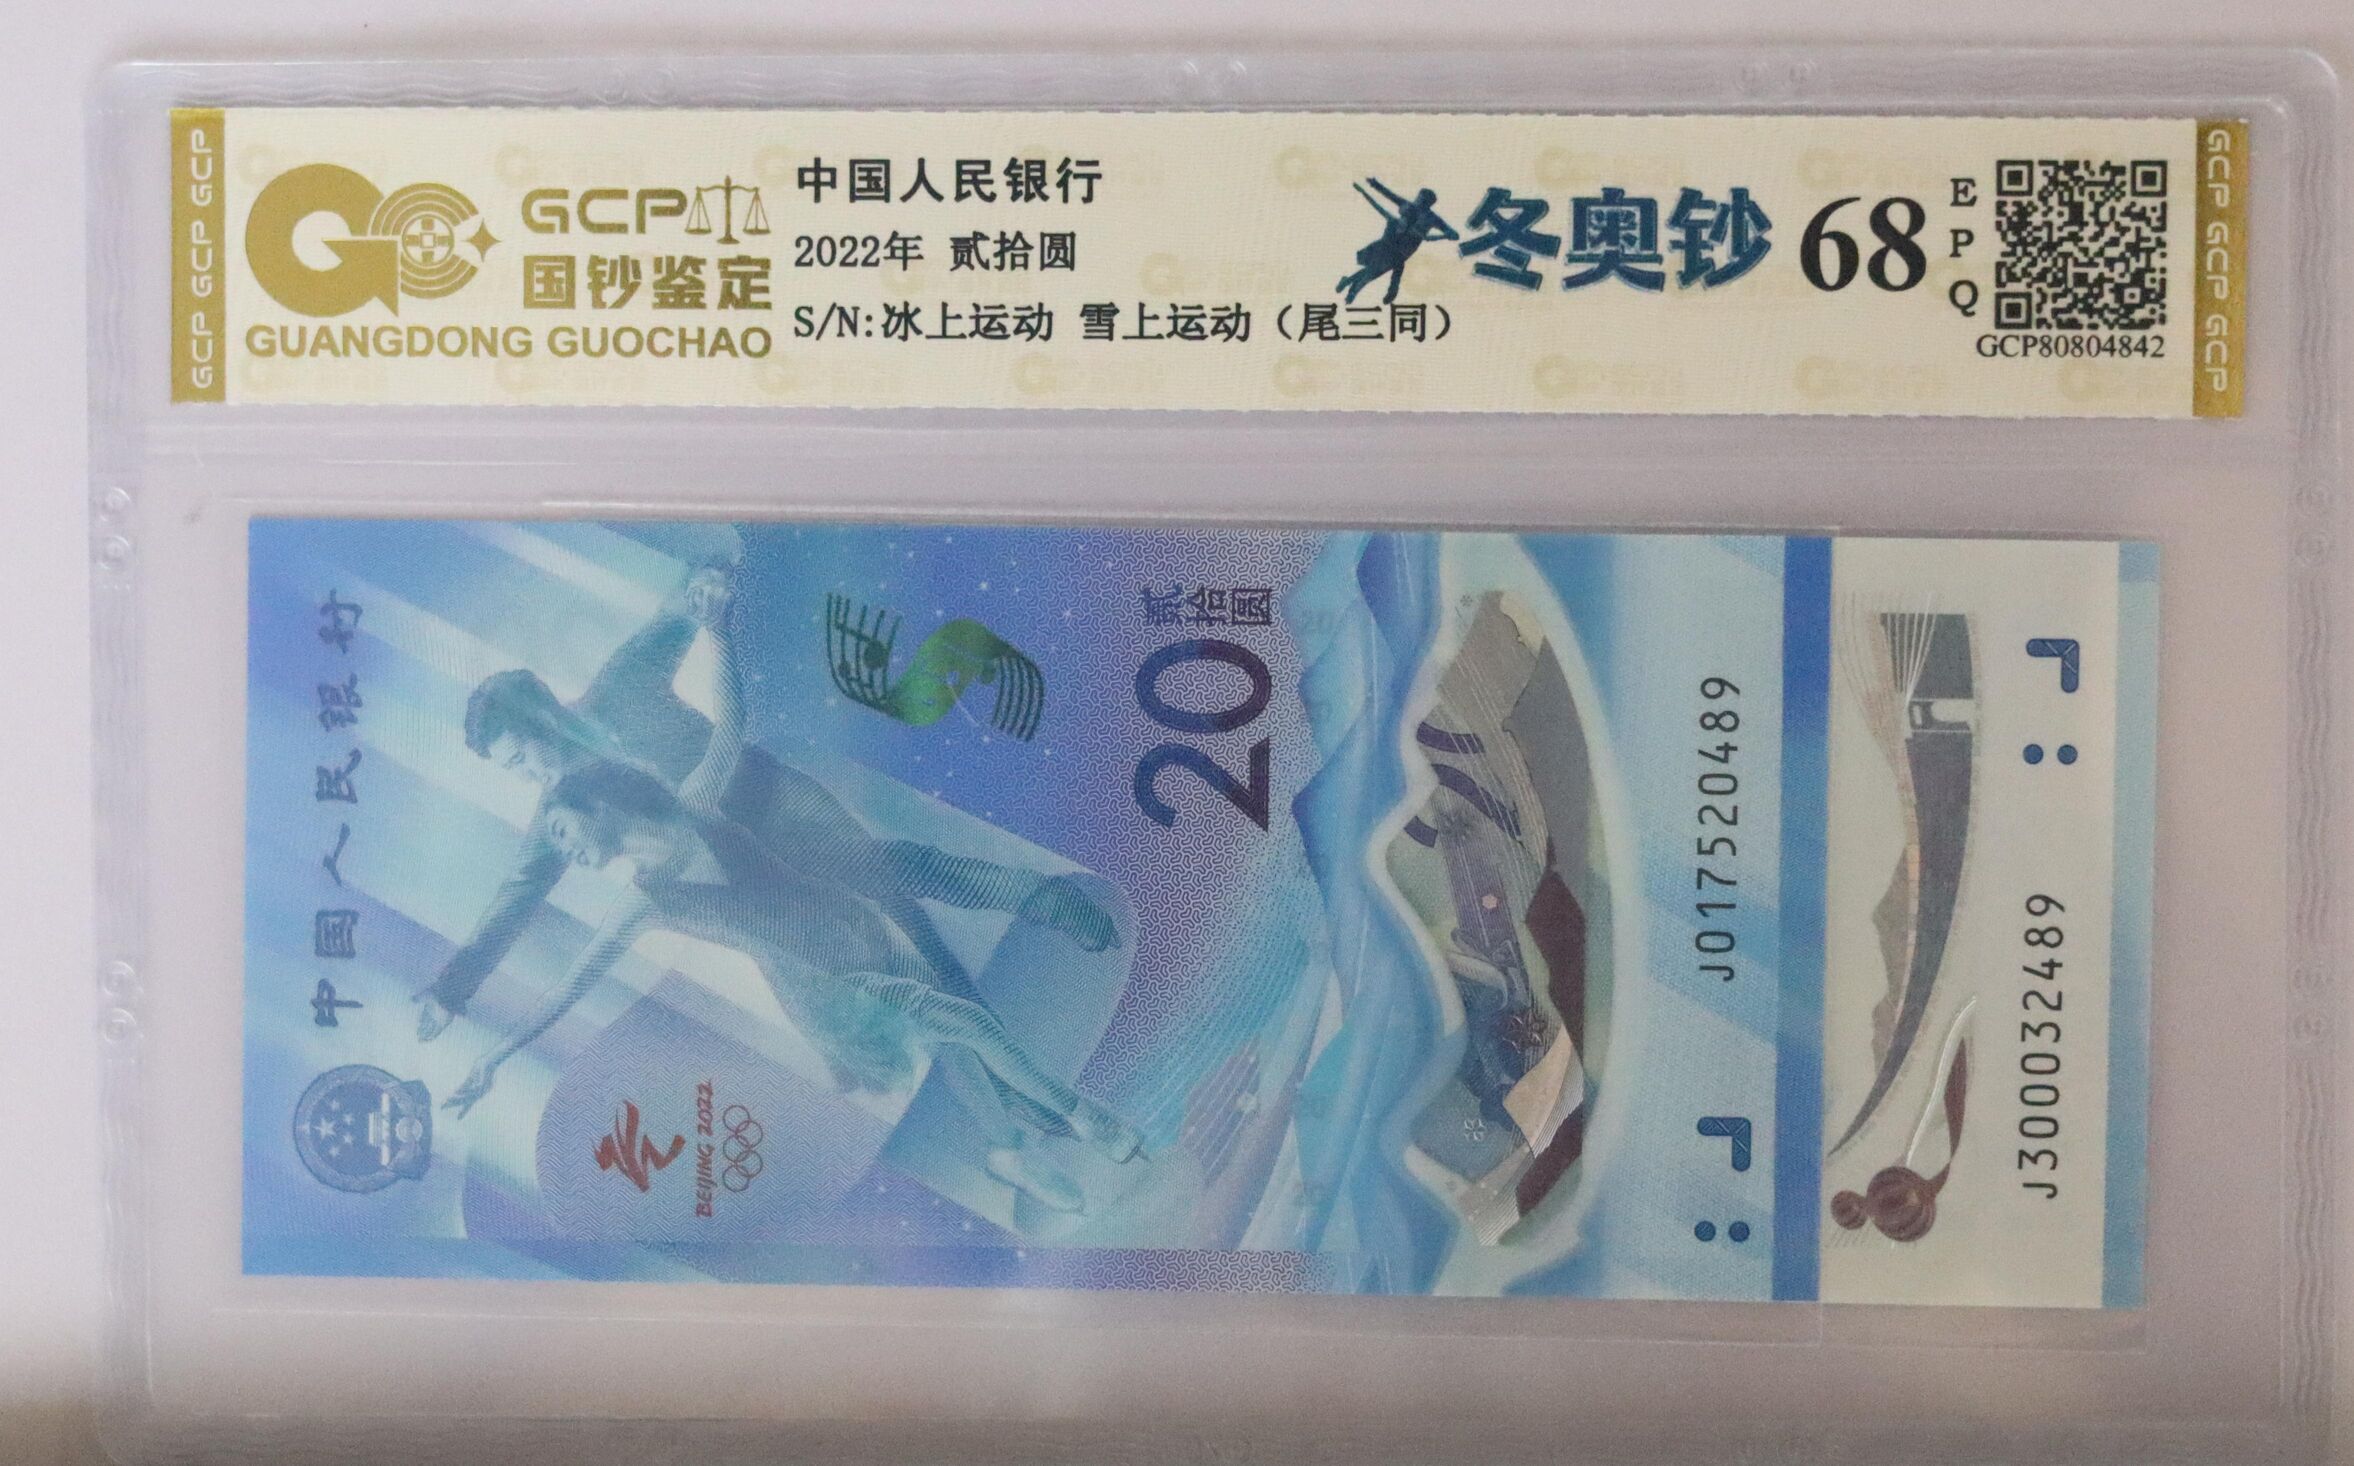 GCP GCP GCP
GCP
国钞鉴定
GUANGDONG GUOCHAO
中国人民银行
2022年 贰拾圆
S/N:冰上运动 雪上运动（尾三同）
冬奥钞
68
EPQ
GCP80804842
GCP GCP GCP
中国人民银行
BEIJING 2022
贰拾圆
20
J017520489
J300032489